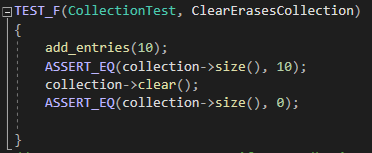 TEST_F(CollectionTest, ClearErasesCollection)
{
add_entries(10);
ASSERT_EQ(collection->size(), 10);
collection->clear();
ASSERT_EQ(collection->size(), 0);
}